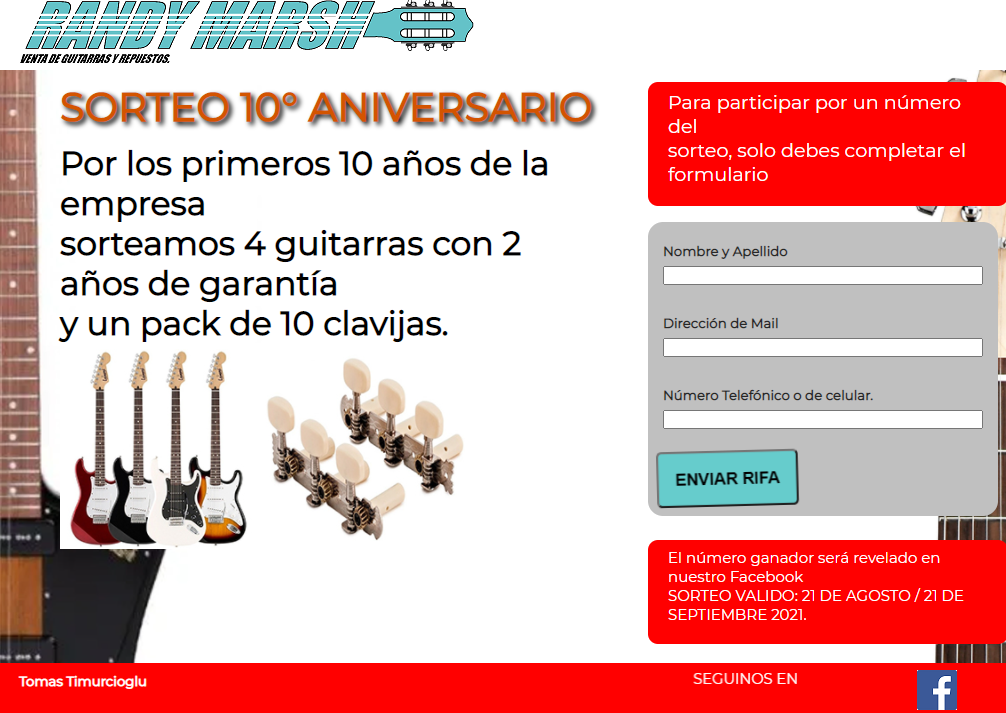 RANDY MARSH
VENTA DE GUITARRAS Y REPUESTOS.
SORTEO 10° ANIVERSARIO
Por los primeros 10 años de la
empresa
sorteamos 4 guitarras con 2
años de garantía
y un pack de 10 clavijas.
Para participar por un número
del
sorteo, solo debes completar el
formulario
Nombre y Apellido
Dirección de Mail
Número Telefónico o de celular.
ENVIAR RIFA
El número ganador será revelado en
nuestro Facebook
SORTEO VALIDO: 21 DE AGOSTO / 21 DE
SEPTIEMBRE 2021.
Tomas Timurcioglu
SEGUINOS EN